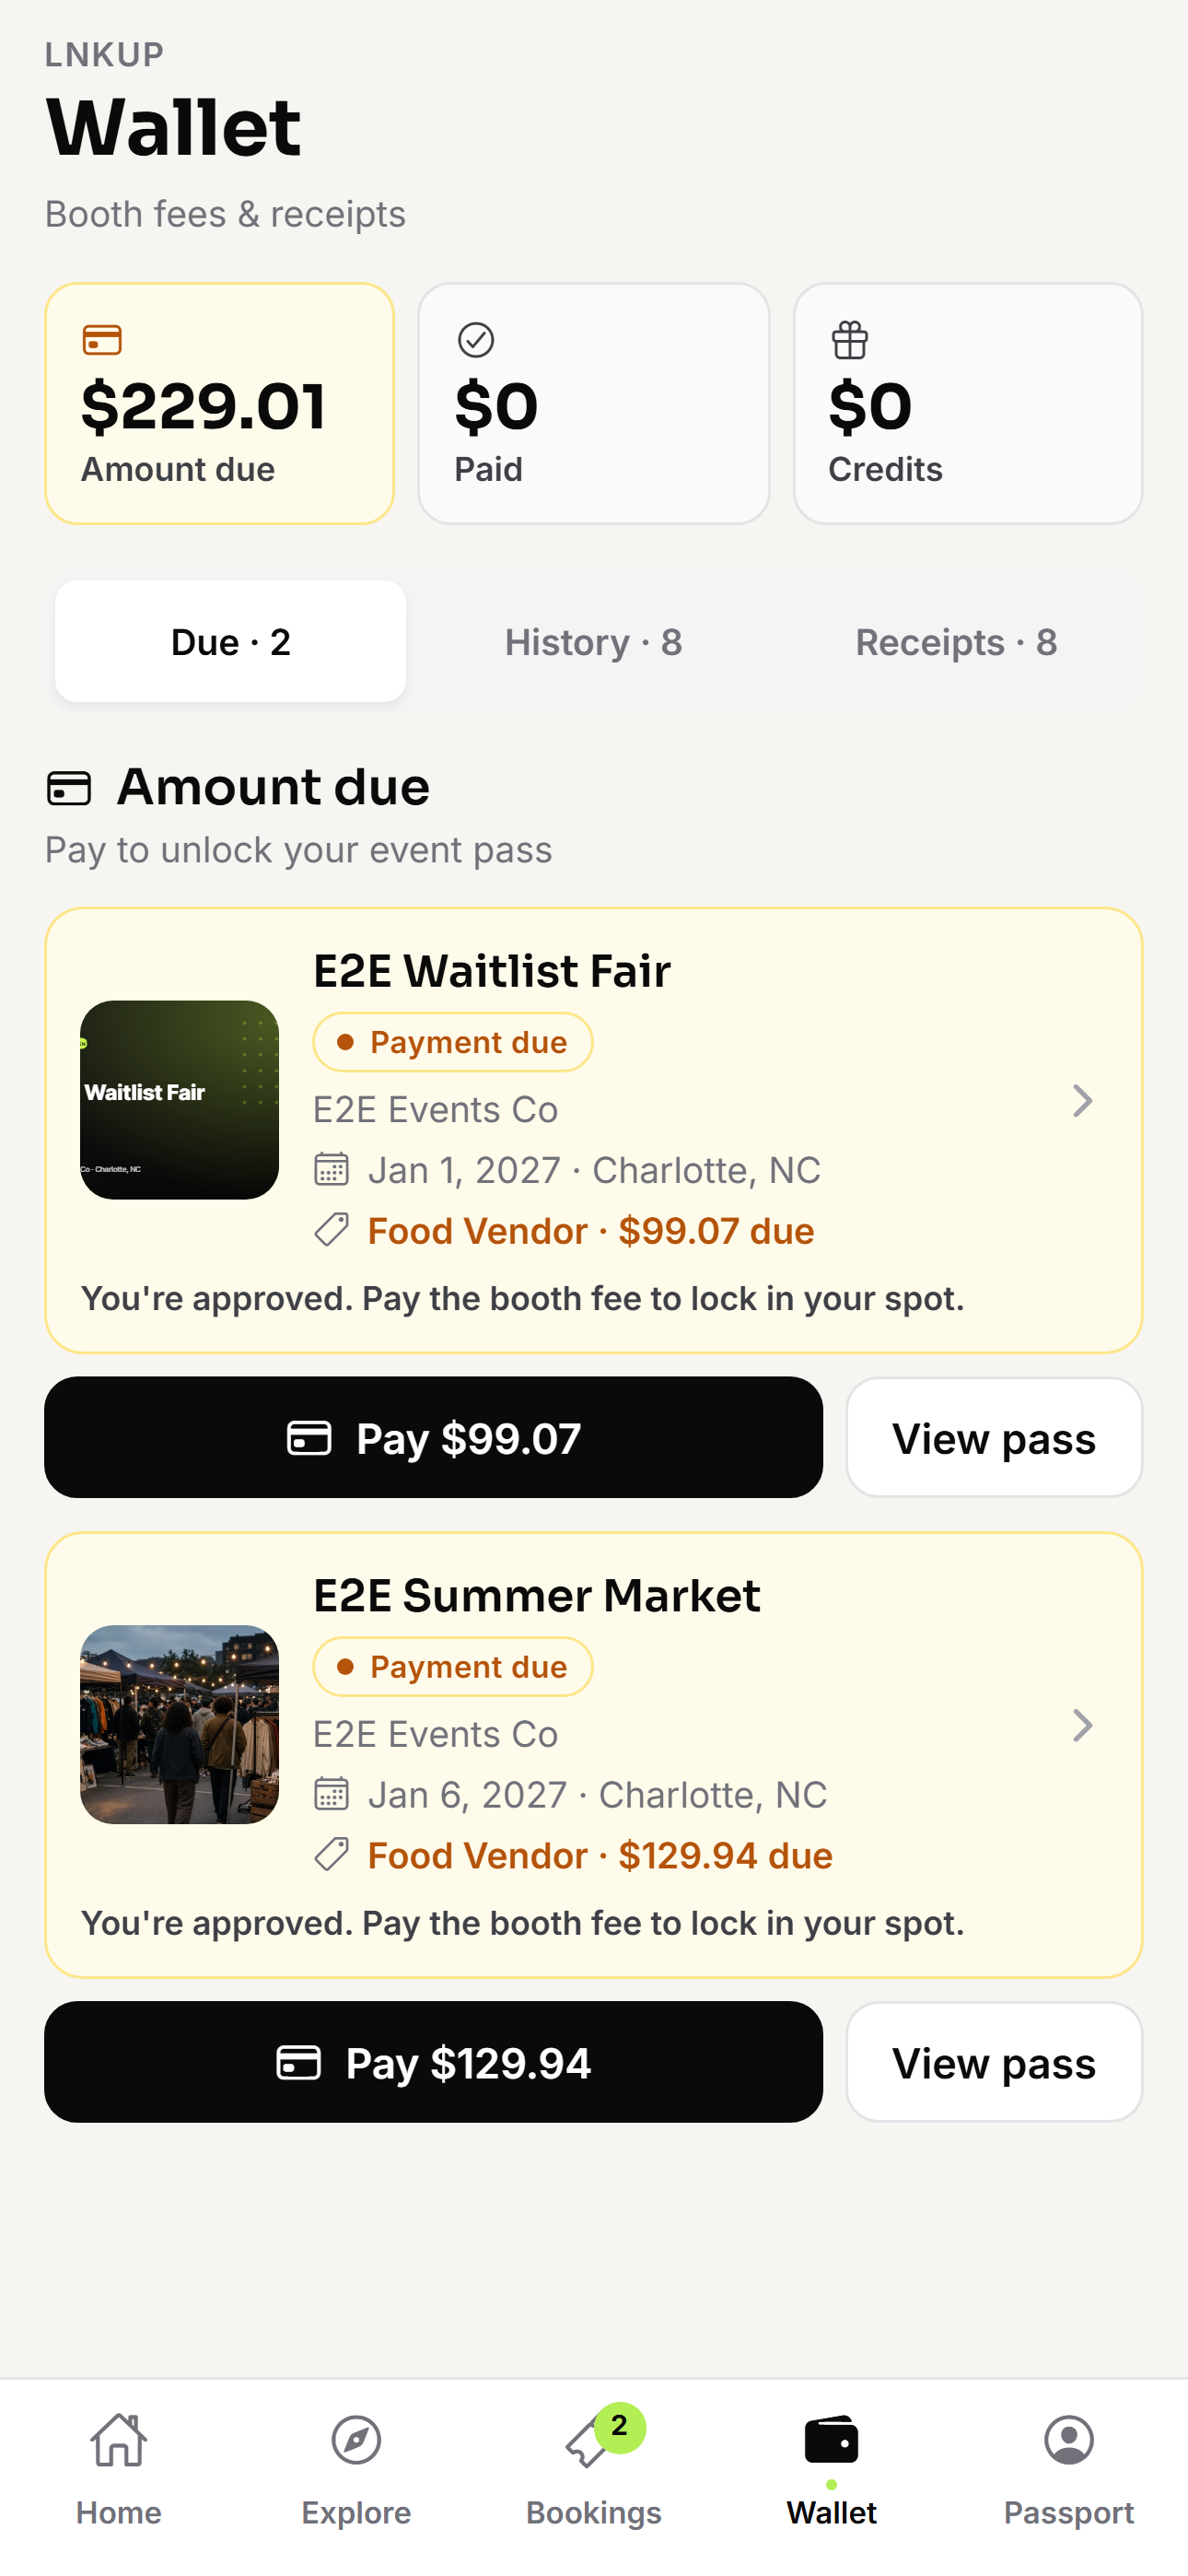 LNKUP
Wallet
Booth fees & receipts
$229.01
Amount due
$0
Paid
$0
Credits
Due · 2
History · 8
Receipts · 8
Amount due
Pay to unlock your event pass
E2E Waitlist Fair
Payment due
Waitlist Fair
Co · Charlotte, NC
E2E Events Co
Jan 1, 2027 · Charlotte, NC
Food Vendor · $99.07 due
You're approved. Pay the booth fee to lock in your spot.
Pay $99.07
View pass
E2E Summer Market
Payment due
E2E Events Co
Jan 6, 2027 · Charlotte, NC
Food Vendor · $129.94 due
You're approved. Pay the booth fee to lock in your spot.
Pay $129.94
View pass
2
Home
Explore
Bookings
Wallet
Passport